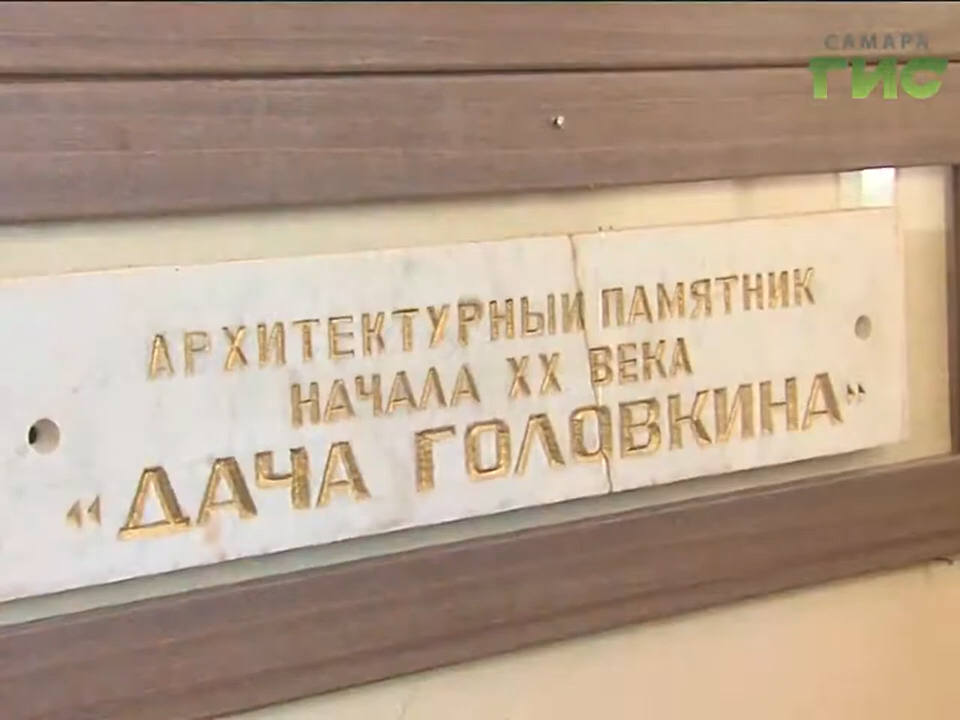 САМАРА
ГИС
АРХИТЕКТУРНЫЙ ПАМЯТНИК
НАЧАЛА XX ВЕКА
“ДАЧА ГОЛОВКИНА”